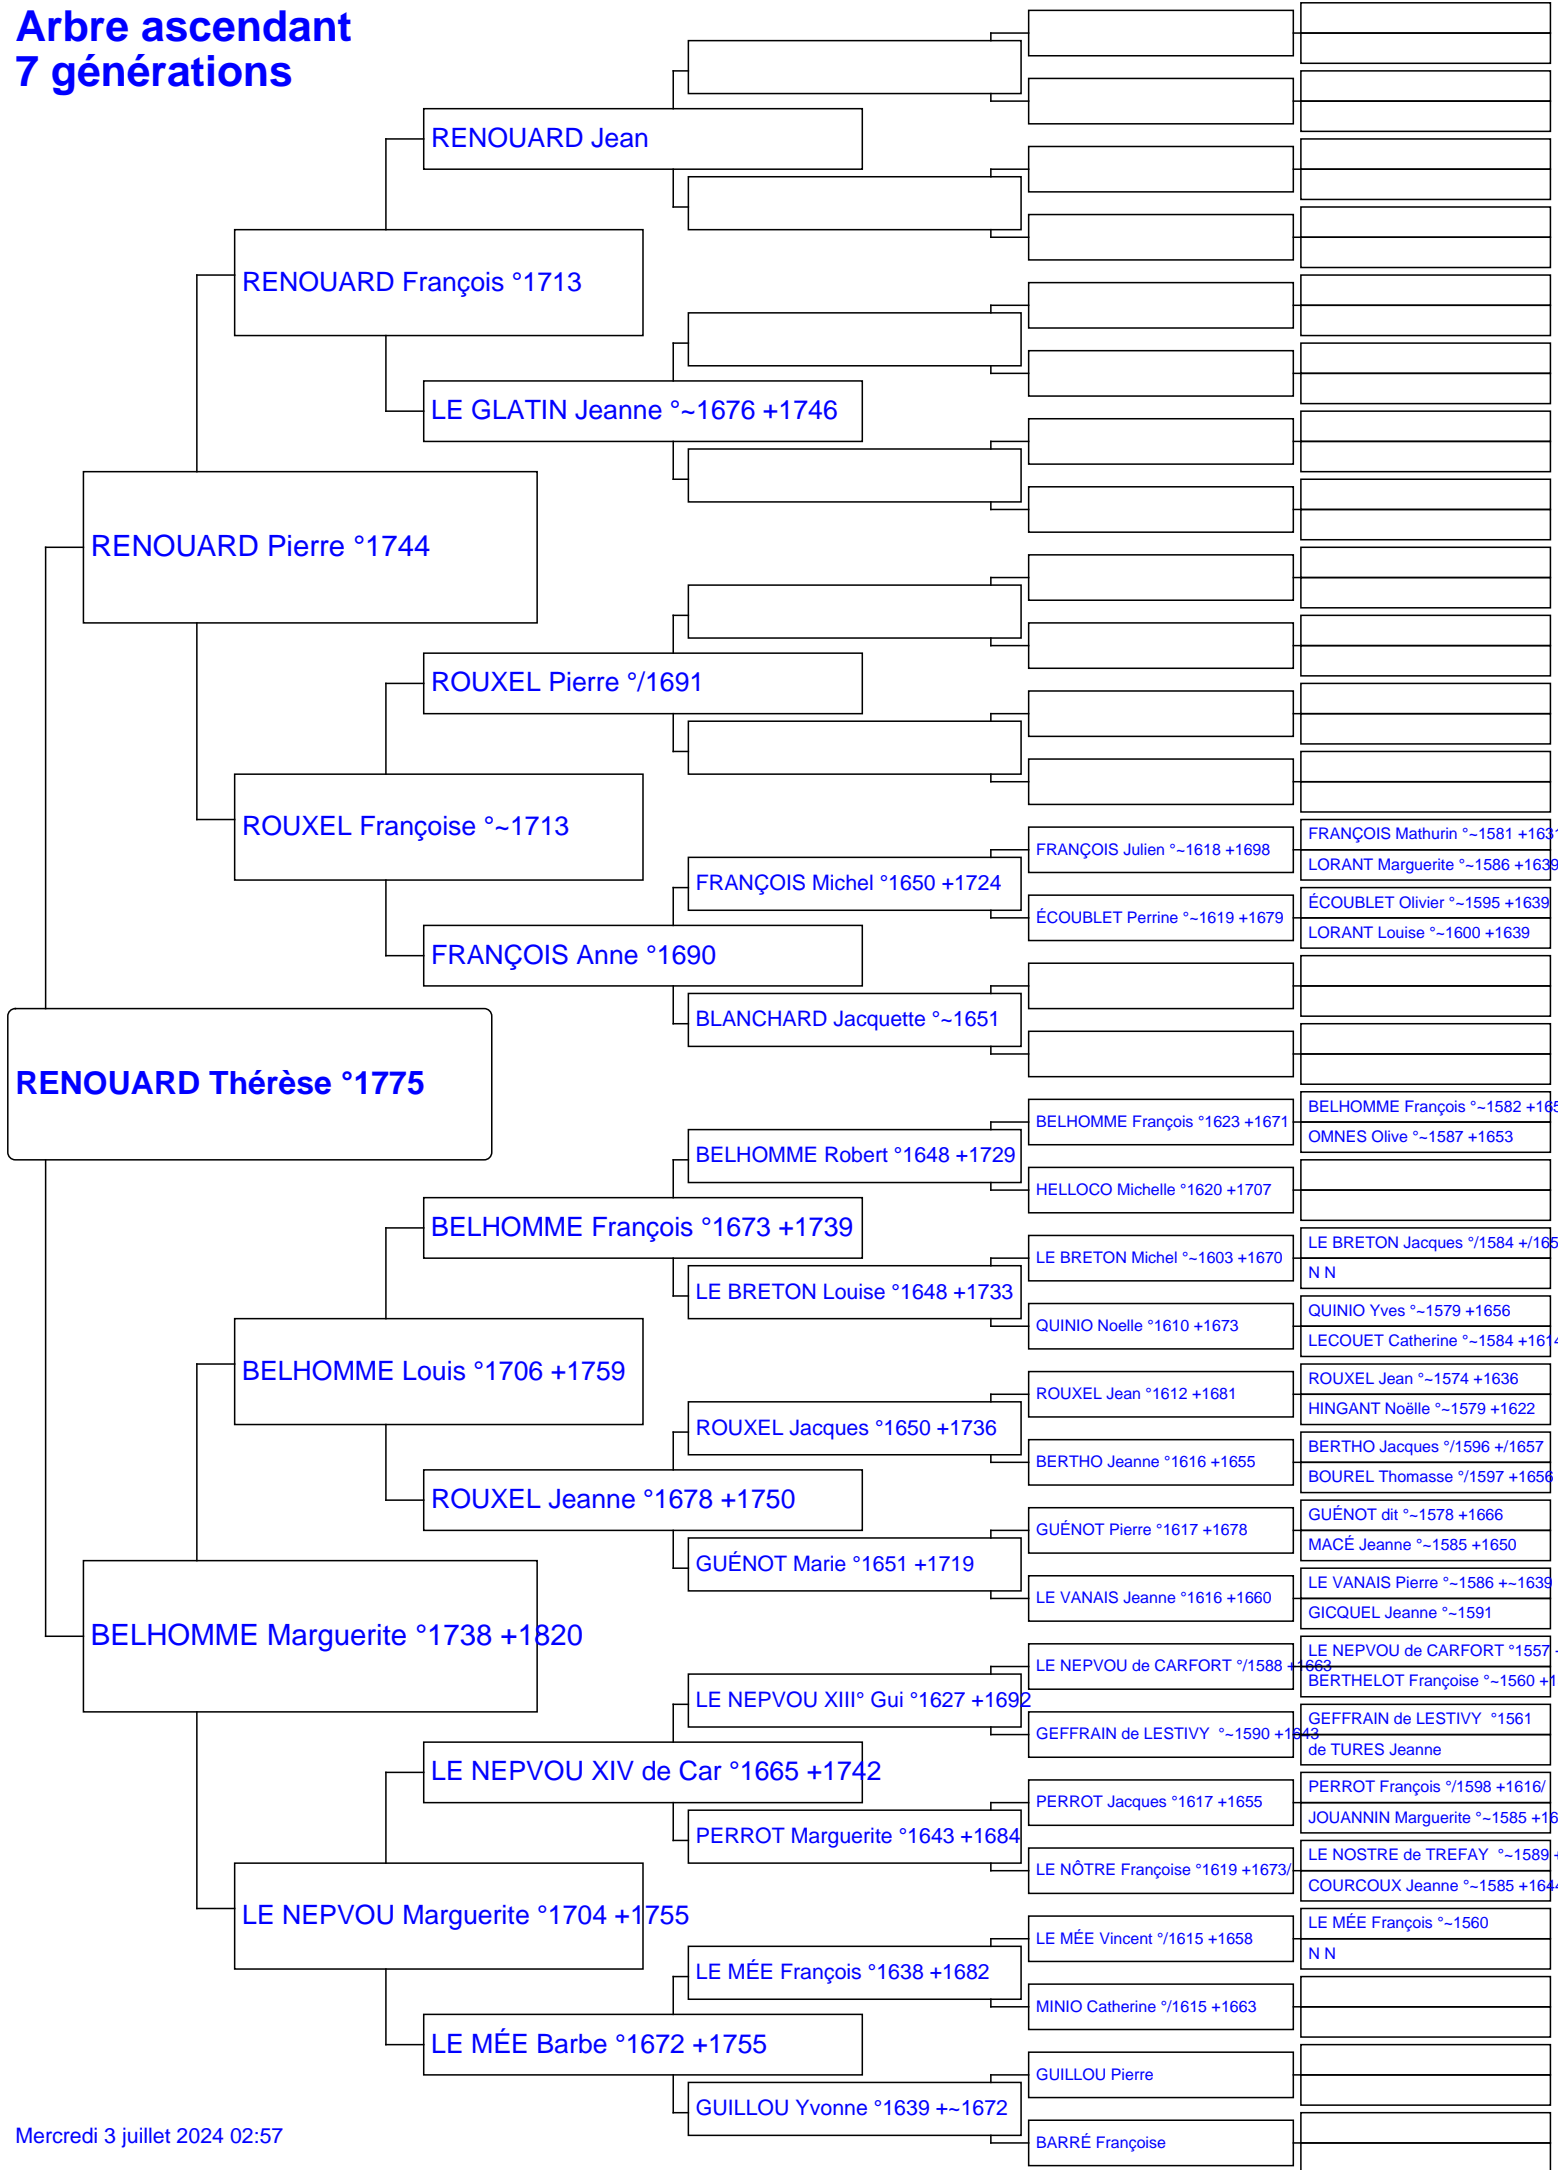 Arbre ascendant
7 générations
RENOUARD Jean
RENOUARD François °1713
LE GLATIN Jeanne °~1676 +1746
RENOUARD Pierre °1744
ROUXEL Pierre °/1691
ROUXEL Françoise °~1713
FRANÇOIS Mathurin °~1581 +1631
FRANÇOIS Julien °~1618 +1698
LORANT Marguerite °~1586 +1639
FRANÇOIS Michel °1650 +1724
ÉCOUBLET Olivier °~1595 +1639
ÉCOUBLET Perrine °~1619 +1679
LORANT Louise °~1600 +1639
FRANÇOIS Anne °1690
BLANCHARD Jacquette °~1651
RENOUARD Thérèse °1775
BELHOMME François °~1582 +165
BELHOMME François °1623 +1671
OMNES Olive °~1587 +1653
BELHOMME Robert °1648 +1729
HELLOCO Michelle °1620 +1707
BELHOMME François °1673 +1739
LE BRETON Jacques °/1584 +/165
LE BRETON Michel °~1603 +1670
N N
LE BRETON Louise °1648 +1733
QUINIO Yves °~1579 +1656
QUINIO Noelle °1610 +1673
LECOUET Catherine °~1584 +1614
BELHOMME Louis °1706 +1759
ROUXEL Jean °~1574 +1636
ROUXEL Jean °1612 +1681
HINGANT Noëlle °~1579 +1622
ROUXEL Jacques °1650 +1736
BERTHO Jacques °/1596 +/1657
BERTHO Jeanne °1616 +1655
BOUREL Thomasse °/1597 +1656
ROUXEL Jeanne °1678 +1750
GUÉNOT dit °~1578 +1666
GUÉNOT Pierre °1617 +1678
MACÉ Jeanne °~1585 +1650
GUÉNOT Marie °1651 +1719
LE VANAIS Pierre °~1586 +~1639
LE VANAIS Jeanne °1616 +1660
GICQUEL Jeanne °~1591
BELHOMME Marguerite °1738 +1820
LE NEPVOU de CARFORT °1557 +
LE NEPVOU de CARFORT °/1588 +1663
BERTHELOT Françoise °~1560 +1
LE NEPVOU XIII° Gui °1627 +1692
GEFFRAIN de LESTIVY °1561
GEFFRAIN de LESTIVY °~1590 +1643
de TURES Jeanne
LE NEPVOU XIV de Car °1665 +1742
PERROT François °/1598 +1616/
PERROT Jacques °1617 +1655
JOUANNIN Marguerite °~1585 +16
PERROT Marguerite °1643 +1684
LE NOSTRE de TREFAY °~1589 +
LE NÔTRE Françoise °1619 +1673/
COURCOUX Jeanne °~1585 +1644
LE NEPVOU Marguerite °1704 +1755
LE MÉE François °~1560
LE MÉE Vincent °/1615 +1658
N N
LE MÉE François °1638 +1682
MINIO Catherine °/1615 +1663
LE MÉE Barbe °1672 +1755
GUILLOU Pierre
GUILLOU Yvonne °1639 +~1672
BARRÉ Françoise
Mercredi 3 juillet 2024 02:57